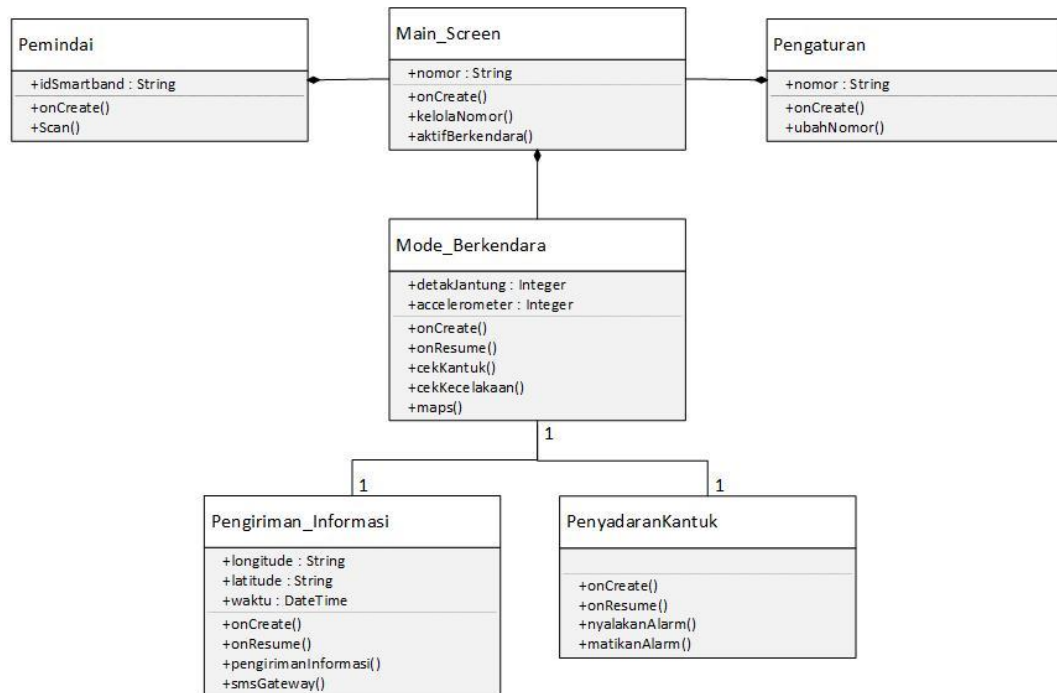 Pemindai
+idSmartband : String
+onCreate()
+Scan()
Main_Screen
+nomor : String
+onCreate()
+kelolaNomor()
+aktifBerkendara()
Pengaturan
+nomor : String
+onCreate()
+ubahNomor()
Mode_Berkendara
+detakJantung : Integer
+accelerometer : Integer
+onCreate()
+onResume()
+cekKantuk()
+cekKecelakaan()
+maps()
1
1
1
Pengiriman_Informasi
+longitude : String
+latitude : String
+waktu : DateTime
+onCreate()
+onResume()
+pengirimanInformasi()
+smsGateway()
PenyadaranKantuk
+onCreate()
+onResume()
+nyalakanAlarm()
+matikanAlarm()